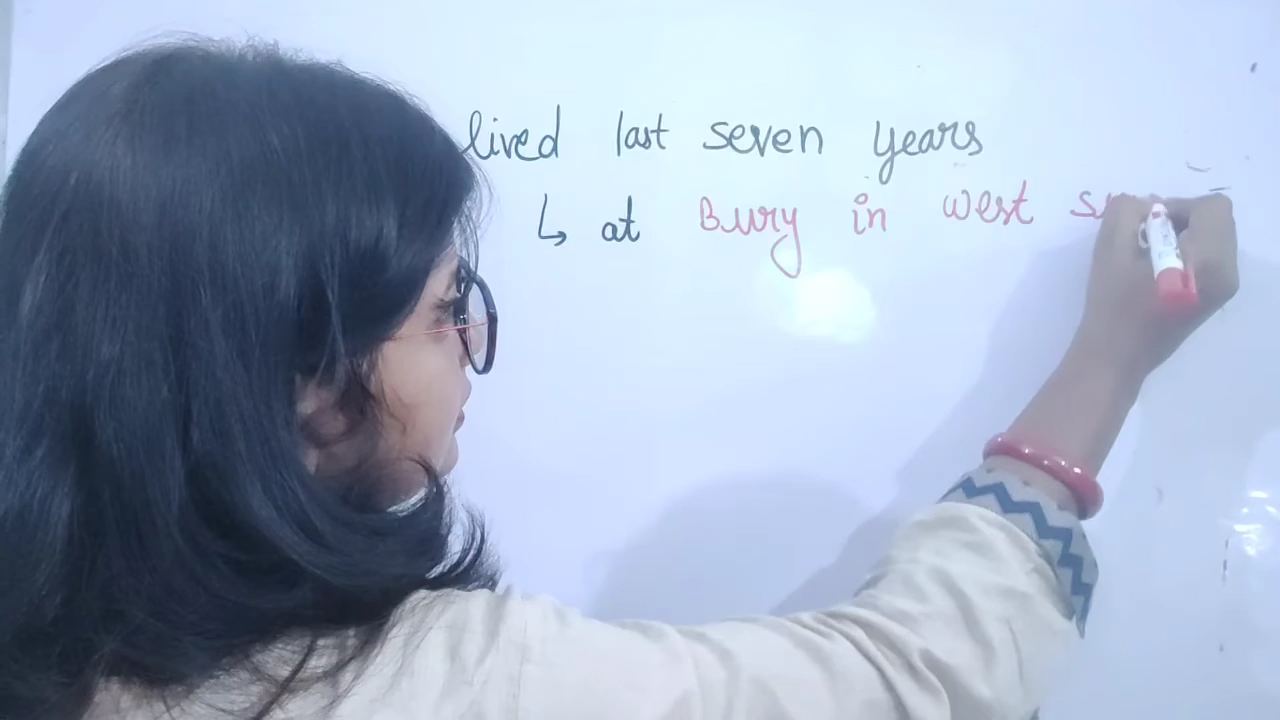 lived last seven years
↳ at Bury in west